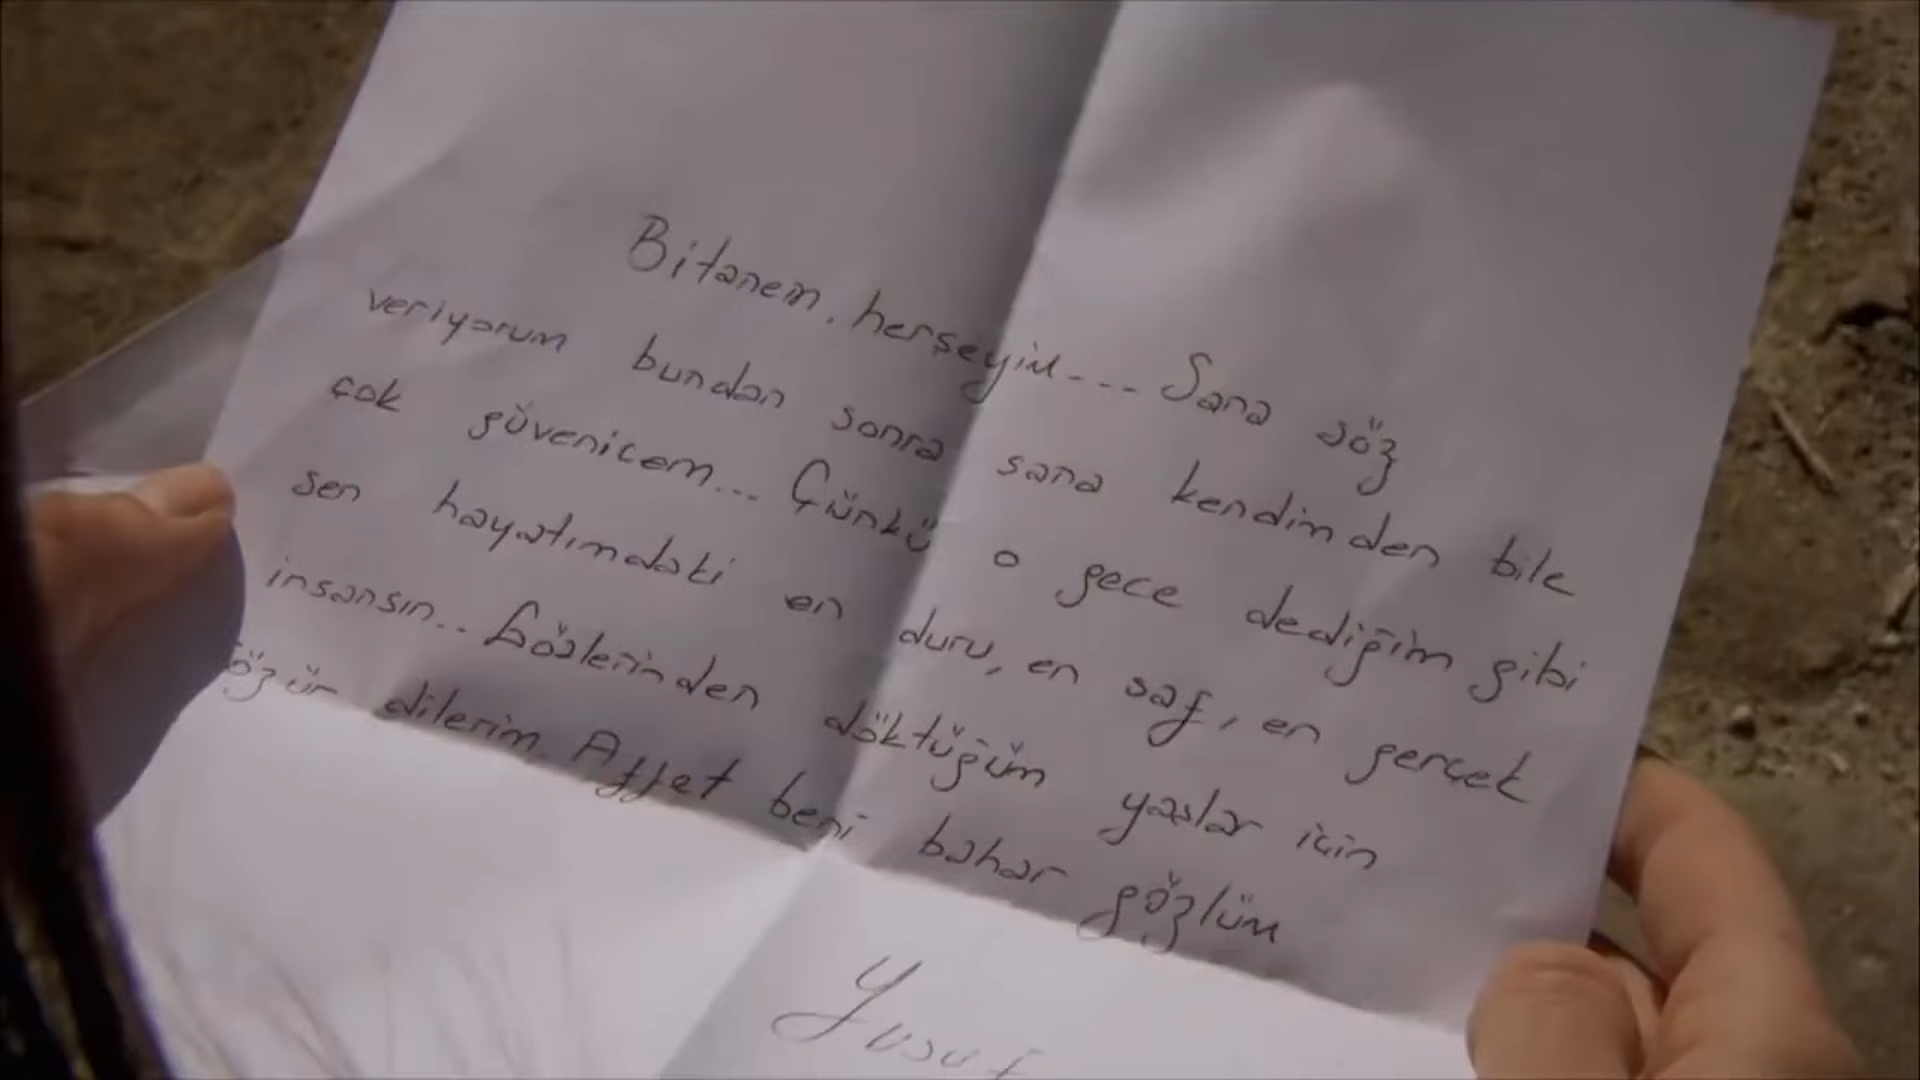 Bitanem, herşeyim.... Sana söz
veriyorum bundan sonra sana kendimden bile
çok güvenicem... Çünkü o gece dediğim gibi
sen hayatımdaki en duru, en saf, en gerçek
insansın.. Gözlerinden döktüğüm yaşlar için
özür dilerim. Affet beni bahar gözlüm
Yusuf